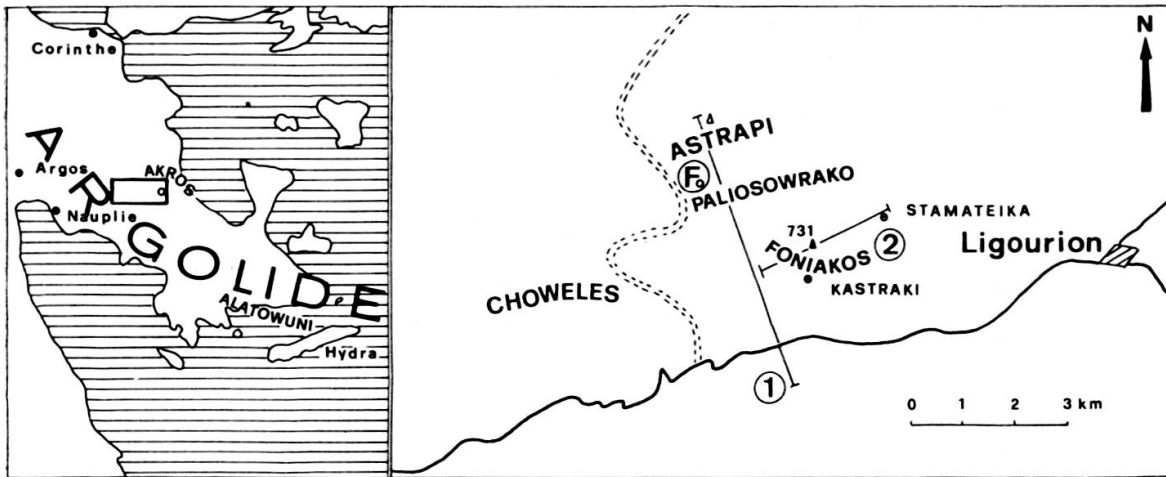 Corinthe
ARGOLIDE
Argos
AKROS
Nauplie
ALATOWUNI
Hydra
N
ASTRAPI
F
PALIOSOWRAKO
STAMATEIKA
731
2
Ligourion
FONIAKOS
KASTRAKI
CHOWELES
1
0 1 2 3 km